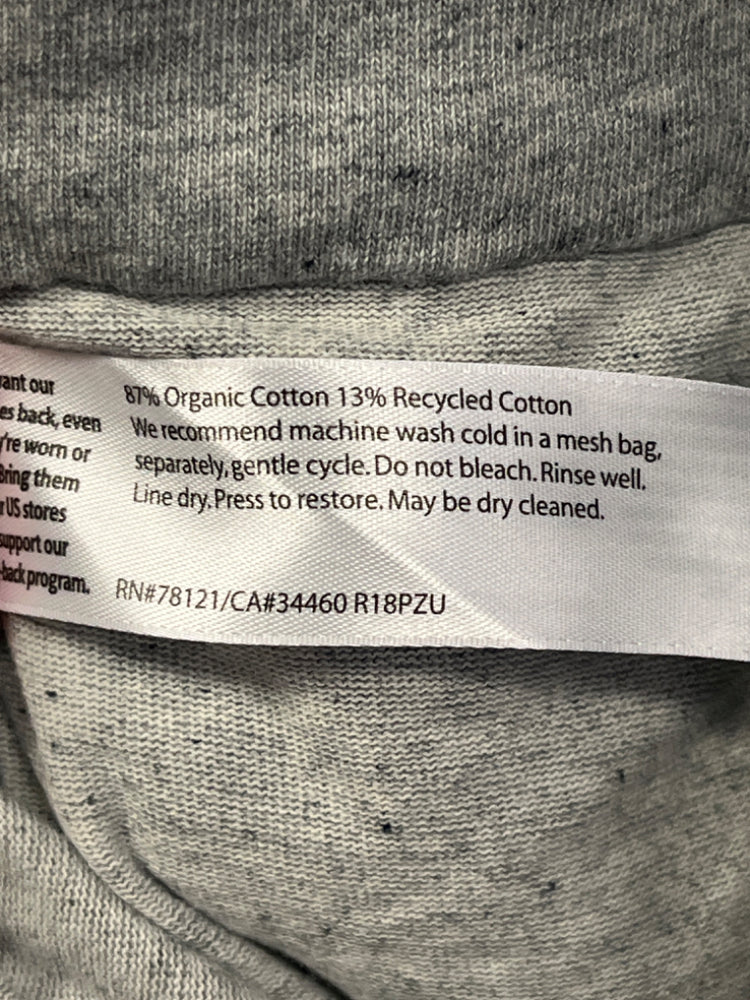 ant our
es back, even
're worn or
Bring them
r US stores
support our
-back program.
87% Organic Cotton 13% Recycled Cotton
We recommend machine wash cold in a mesh bag,
separately, gentle cycle. Do not bleach. Rinse well.
Line dry. Press to restore. May be dry cleaned.
RN#78121/CA#34460 R18PZU